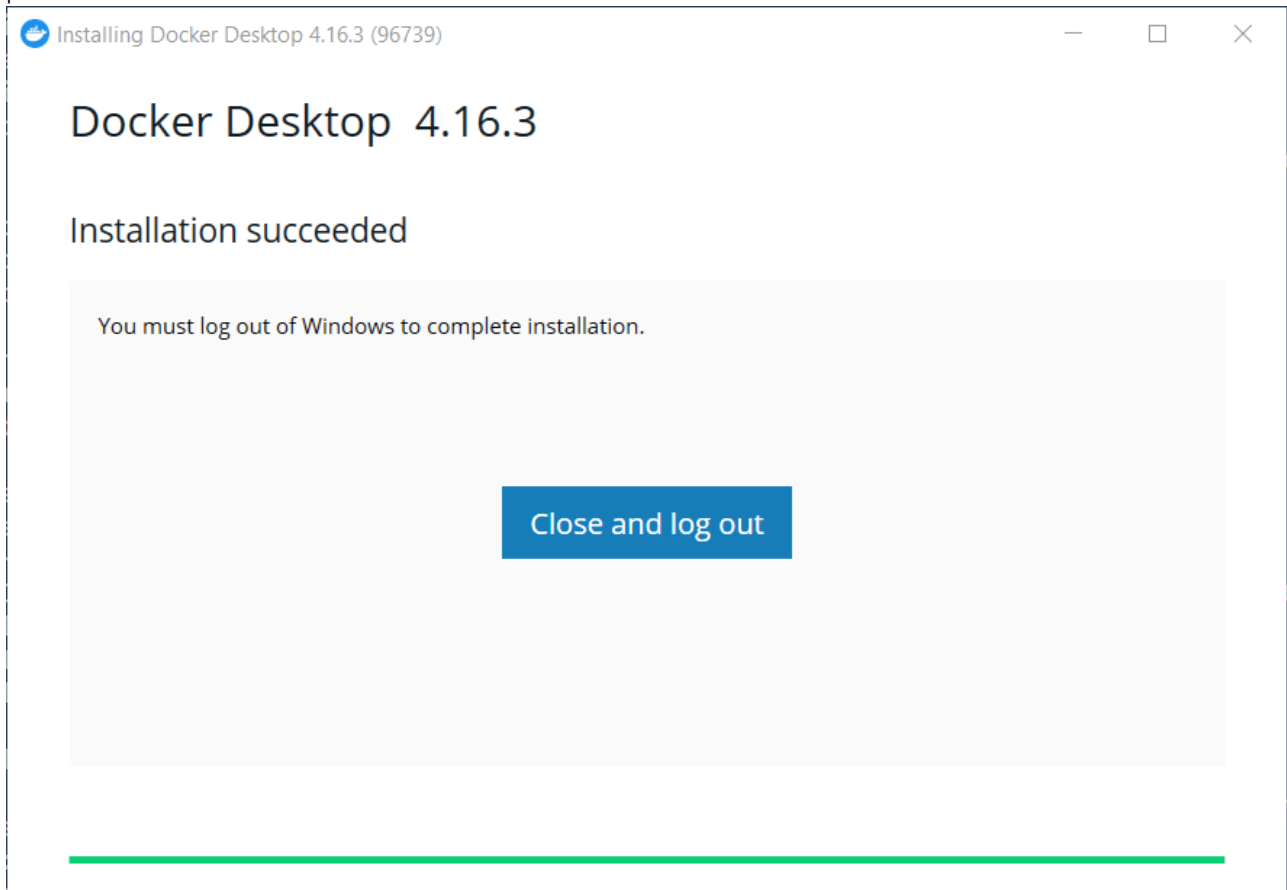 Installing Docker Desktop 4.16.3 (96739)
Docker Desktop 4.16.3
Installation succeeded
You must log out of Windows to complete installation.
Close and log out